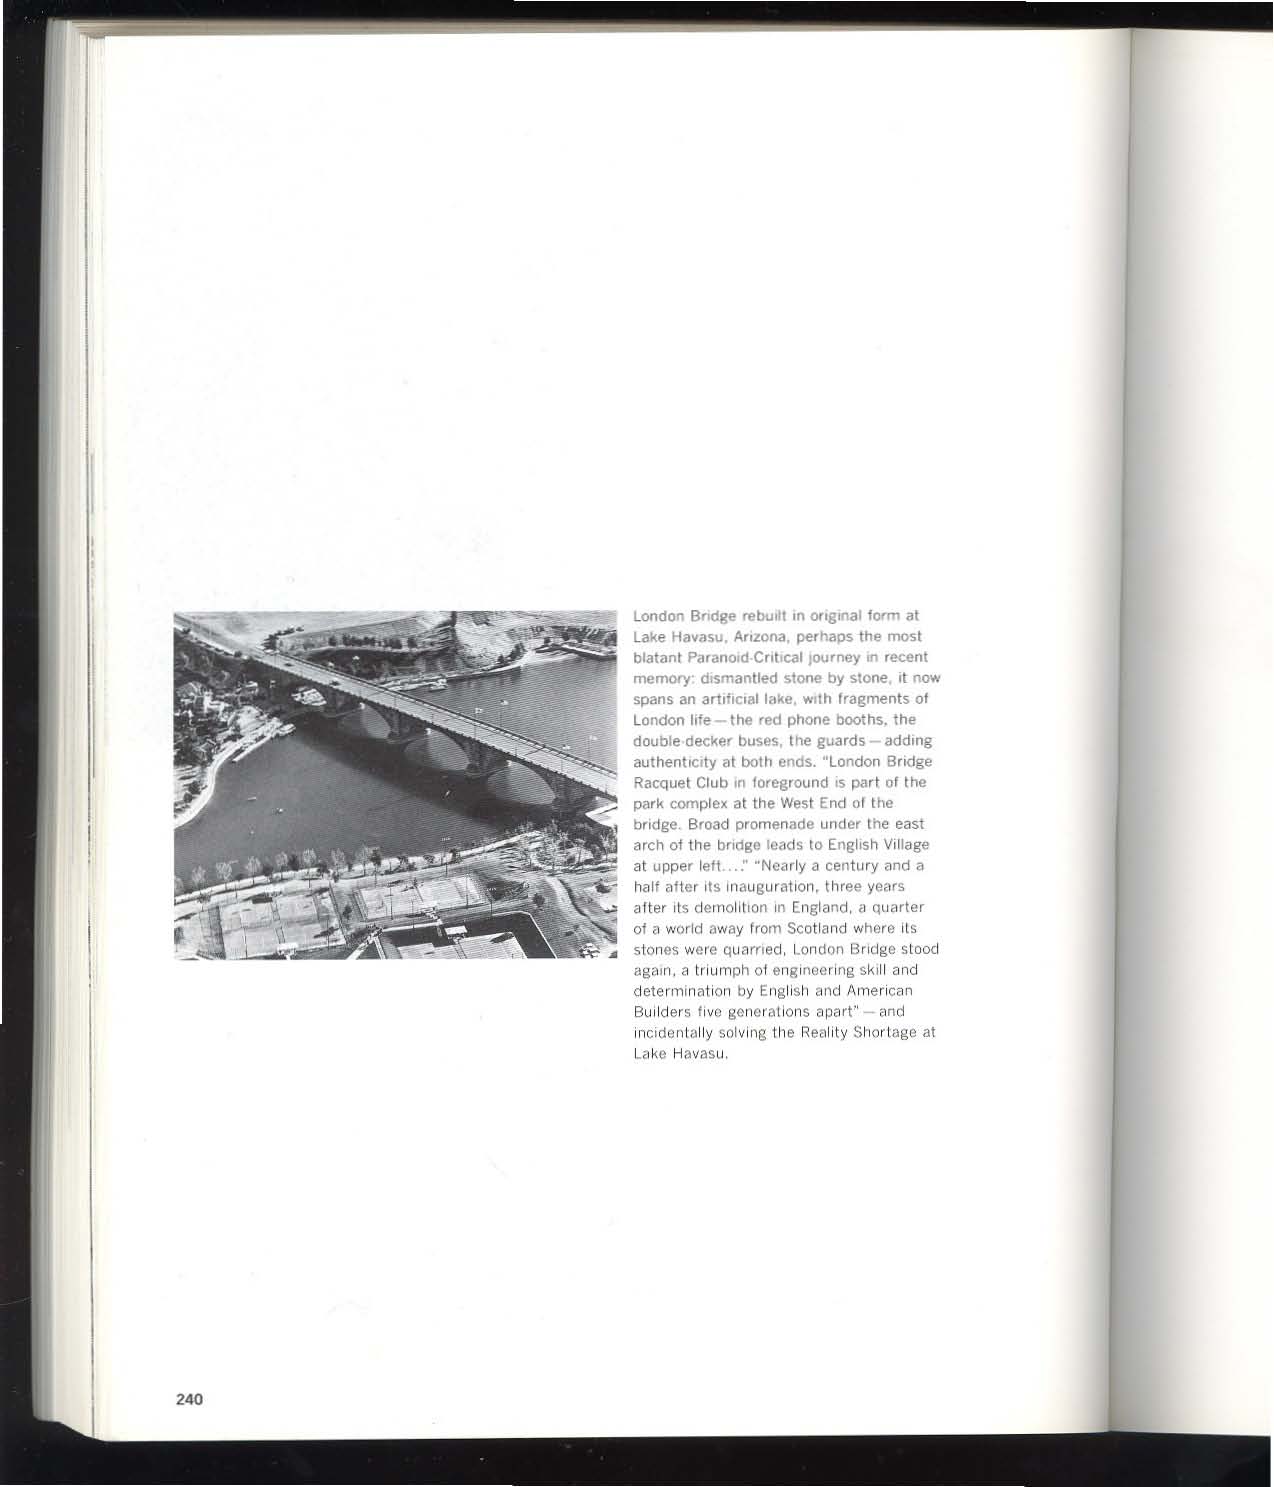 London Bridge rebuilt in original form at
Lake Havasu, Arizona, perhaps the most
blatant Paranoid-Critical journey in recent
memory: dismantled stone by stone, it now
spans an artificial lake, with fragments of
London life — the red phone booths, the
double-decker buses, the guards — adding
authenticity at both ends. "London Bridge
Racquet Club in foreground is part of the
park complex at the West End of the
bridge. Broad promenade under the east
arch of the bridge leads to English Village
at upper left...." "Nearly a century and a
half after its inauguration, three years
after its demolition in England, a quarter
of a world away from Scotland where its
stones were quarried, London Bridge stood
again, a triumph of engineering skill and
determination by English and American
Builders five generations apart" — and
incidentally solving the Reality Shortage at
Lake Havasu.
240